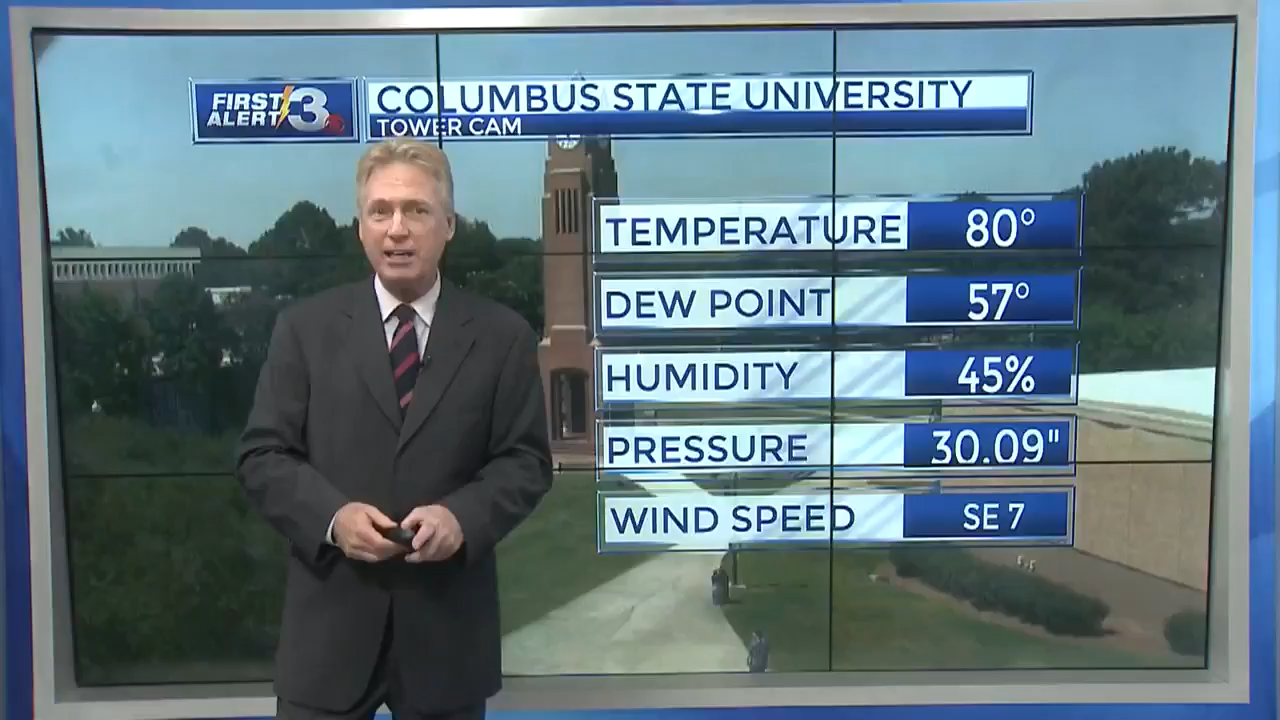 FIRST
ALERT 3
COLUMBUS STATE UNIVERSITY
TOWER CAM
TEMPERATURE 80°
DEW POINT 57°
HUMIDITY 45%
PRESSURE 30.09"
WIND SPEED SE 7